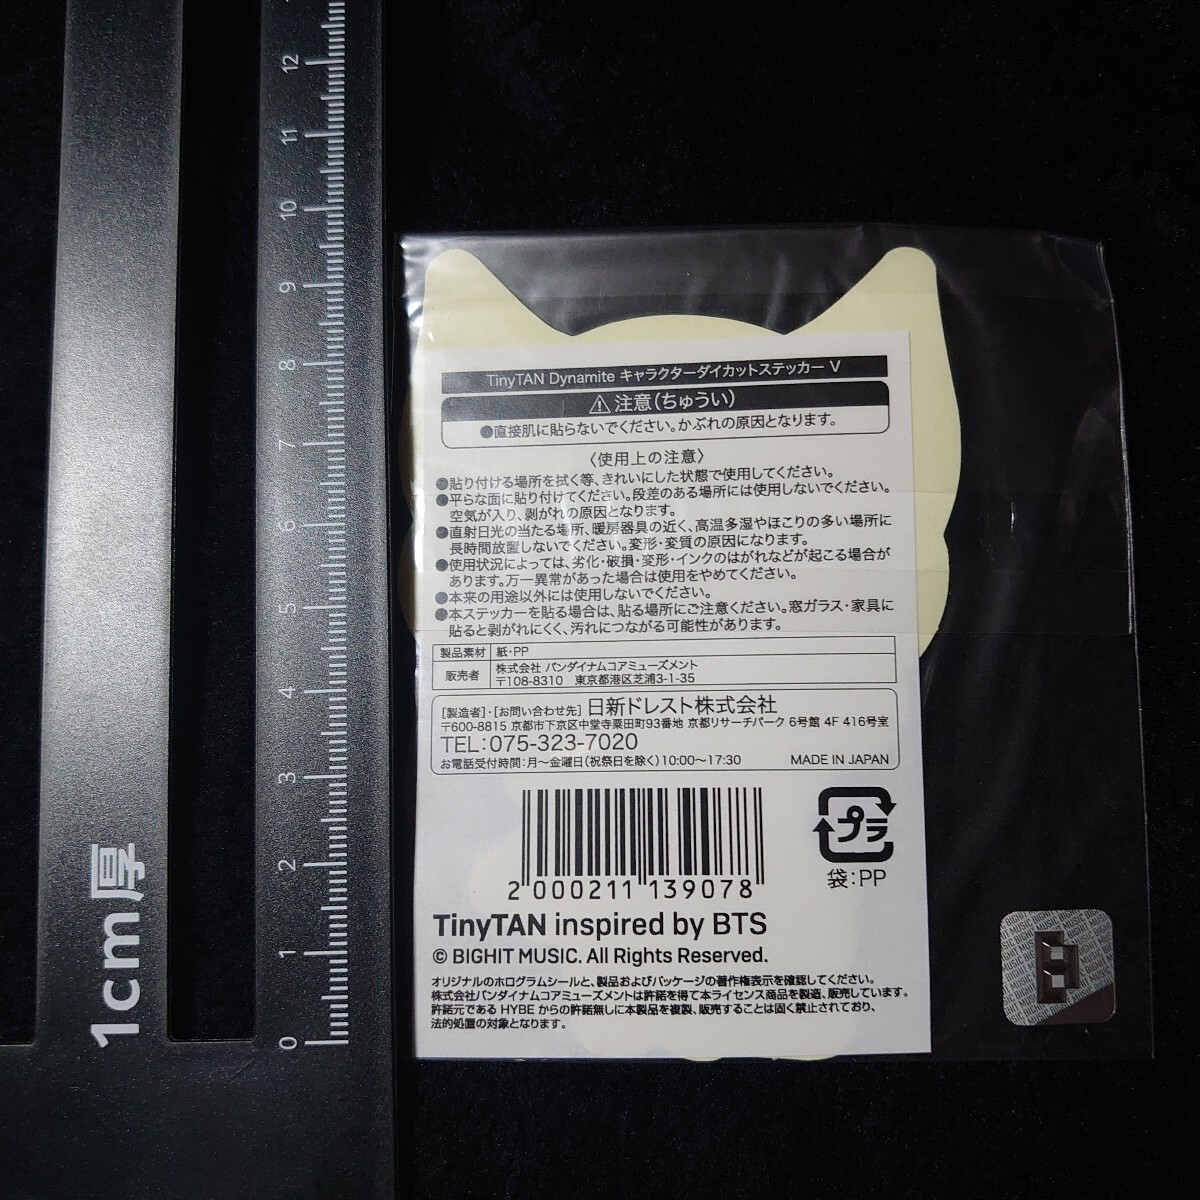 TinyTAN Dynamite キャラクターダイカットステッカー V
⚠注意(ちゅうい)
●直接肌に貼らないでください。かぶれの原因となります。
〈使用上の注意〉
●貼り付ける場所を拭く等、きれいにした状態で使用してください。
●平らな面に貼り付けてください。段差のある場所には使用しないでください。
空気が入り、剥がれの原因となります。
●直射日光の当たる場所、暖房器具の近く、高温多湿やほこりの多い場所に
長時間放置しないでください。変形・変質の原因になります。
●使用状況によっては、劣化・破損・変形・インクのはがれなどが起こる場合が
あります。万一異常があった場合は使用をやめてください。
●本来の用途以外には使用しないでください。
●本ステッカーを貼る場合は、貼る場所にご注意ください。窓ガラス・家具に
貼ると剥がれにくく、汚れにつながる可能性があります。
製品素材 紙・PP
販売者 株式会社 バンダイナムコアミューズメント
〒108-8310 東京都港区芝浦3-1-35
[製造者]・[お問い合わせ先] 日新ドレスト株式会社
〒600-8815 京都市下京区中堂寺粟田町93番地 京都リサーチパーク 6号館 4F 416号室
TEL:075-323-7020
お電話受付時間:月〜金曜日(祝祭日を除く)10:00〜17:30 MADE IN JAPAN
2 000211 139078
プラ
袋:PP
TinyTAN inspired by BTS
© BIGHIT MUSIC. All Rights Reserved.
オリジナルのホログラムシールと、製品およびパッケージの著作権表示を確認してください。
株式会社バンダイナムコアミューズメントは許諾を得て本ライセンス商品を製造、販売しています。
許諾元である HYBE からの許諾無しに本製品を複製、販売することは固く禁止されており、
法的処置の対象となります。
1cm厚
12
11
10
9
8
7
6
5
4
3
2
1
0